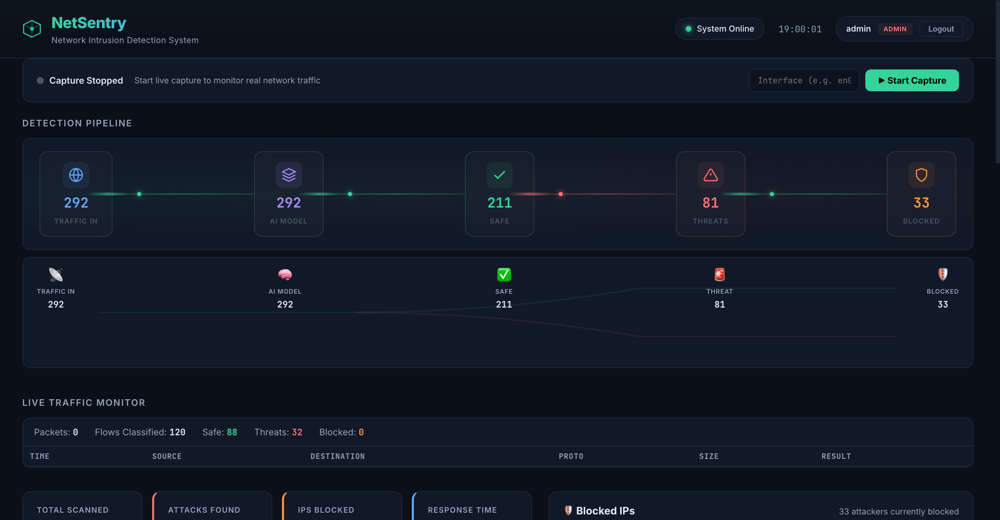 NetSentry
Network Intrusion Detection System
System Online
19:00:01
admin
ADMIN
Logout
Capture Stopped
Start live capture to monitor real network traffic
Interface (e.g. en0
Start Capture
DETECTION PIPELINE
292
TRAFFIC IN
292
AI MODEL
211
SAFE
81
THREATS
33
BLOCKED
TRAFFIC IN
292
AI MODEL
292
SAFE
211
THREAT
81
BLOCKED
33
LIVE TRAFFIC MONITOR
Packets: 0 Flows Classified: 120 Safe: 88 Threats: 32 Blocked: 0
TIME SOURCE DESTINATION PROTO SIZE RESULT
TOTAL SCANNED
ATTACKS FOUND
IPS BLOCKED
RESPONSE TIME
Blocked IPs
33 attackers currently blocked